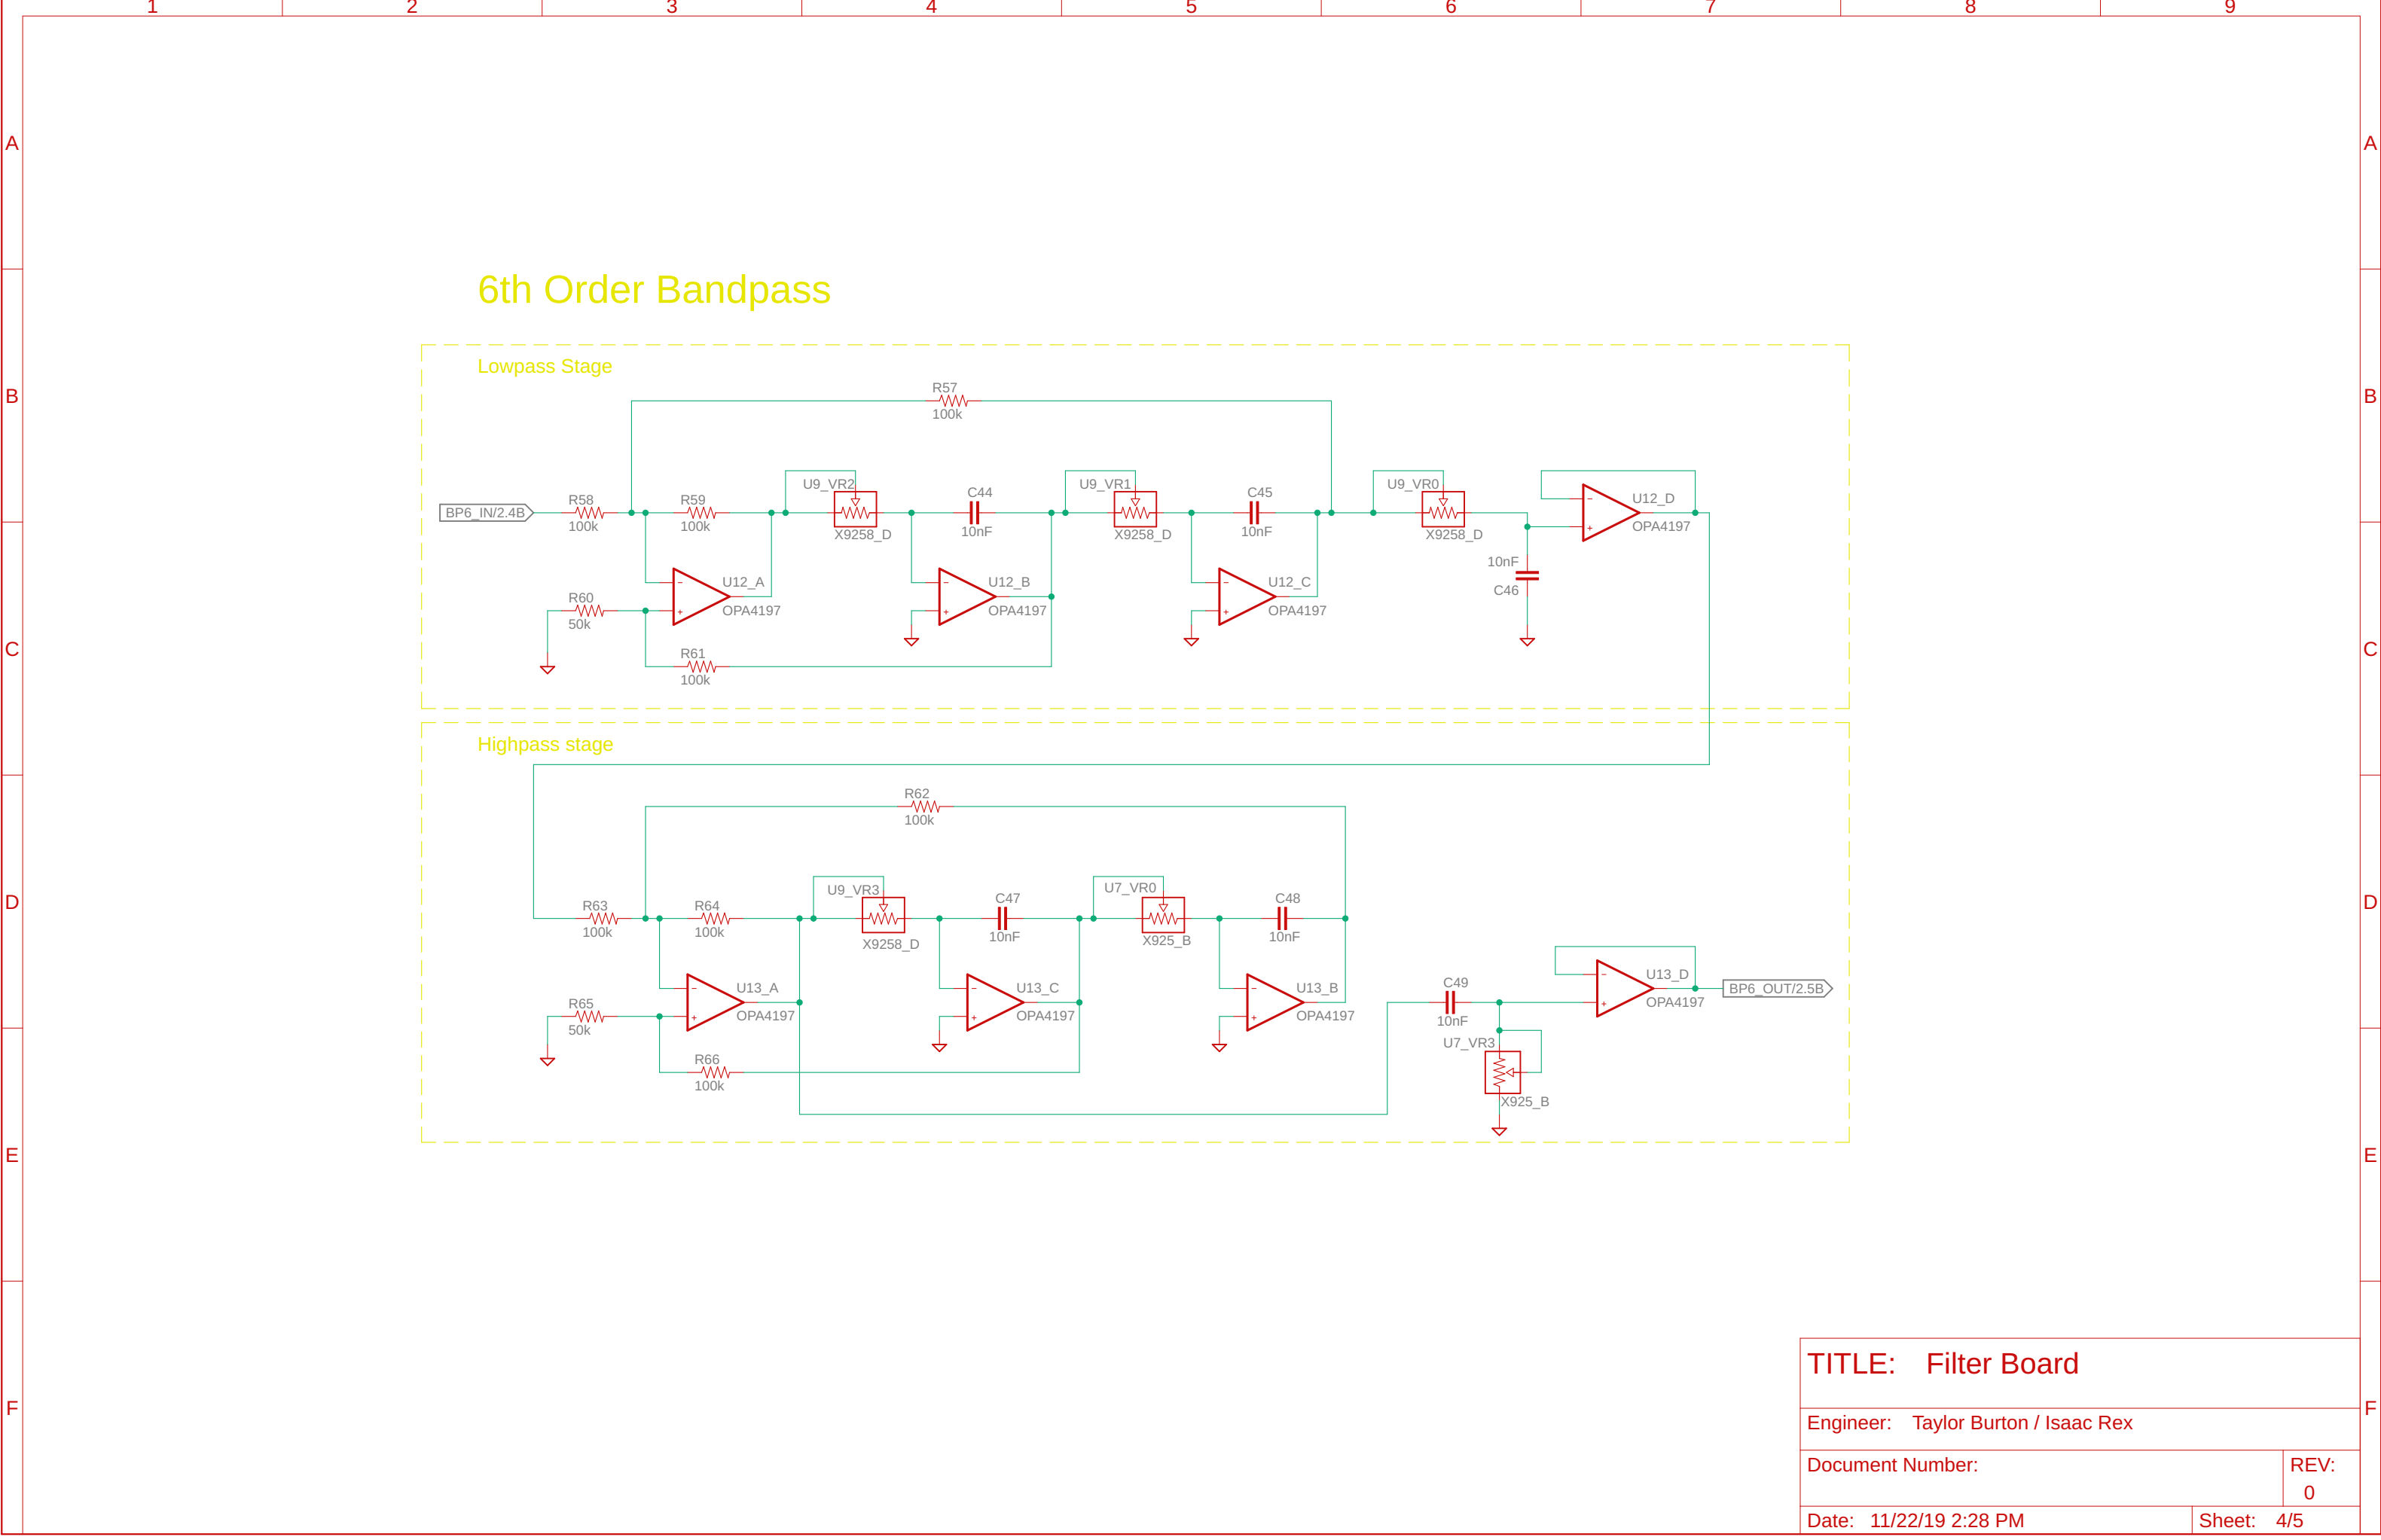 1 2 3 4 5 6 7 8 9
A A
6th Order Bandpass
Lowpass Stage
B B
R57
100k
U9_VR2 C44 U9_VR1 C45 U9_VR0
R58 R59 U12_D
BP6_IN/2.4B
100k 100k X9258_D 10nF X9258_D 10nF X9258_D OPA4197
10nF
U12_A U12_B U12_C
C46
R60 OPA4197 OPA4197 OPA4197
50k
C C
R61
100k
Highpass stage
R62
100k
U9_VR3 C47 U7_VR0 C48
D D
R63 R64
100k 100k X9258_D 10nF X925_B 10nF
U13_D
U13_A U13_C U13_B C49 BP6_OUT/2.5B
R65 OPA4197 OPA4197 OPA4197 10nF OPA4197
50k
U7_VR3
R66
100k
X925_B
E E
TITLE: Filter Board
F F
Engineer: Taylor Burton / Isaac Rex
Document Number: REV:
0
Date: 11/22/19 2:28 PM Sheet: 4/5